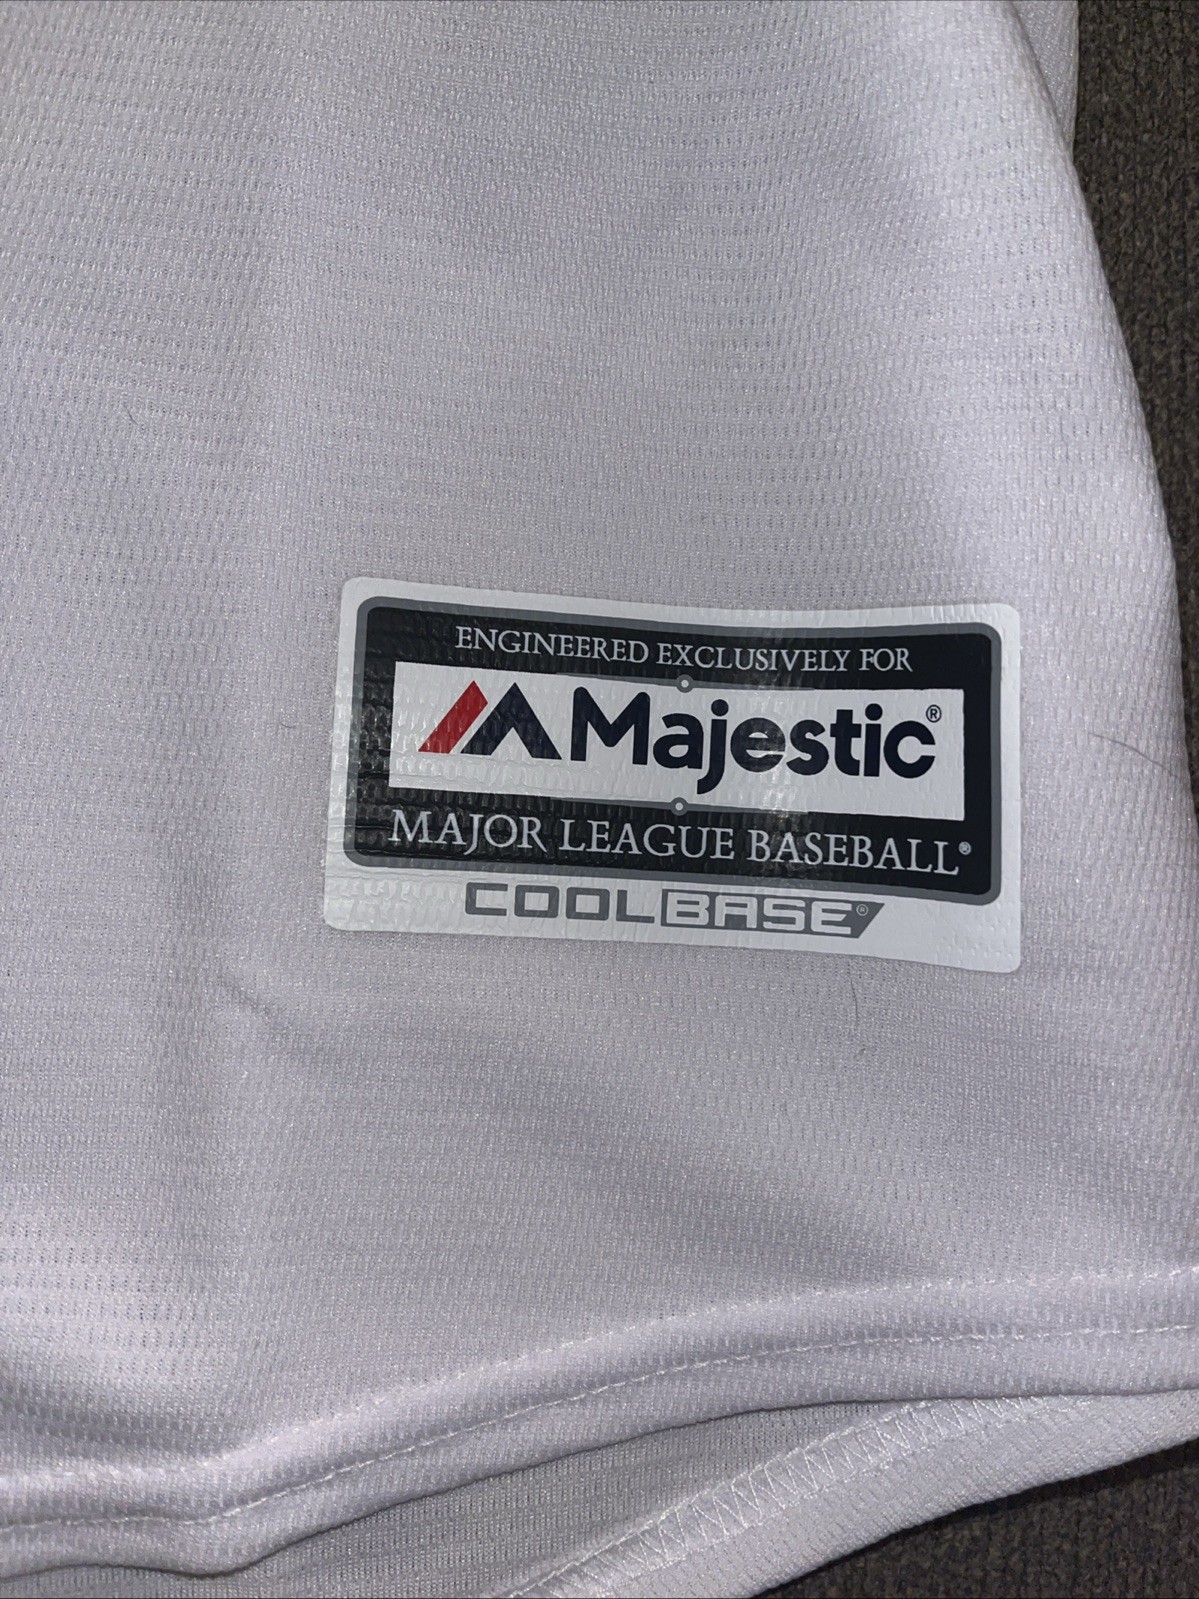 ENGINEERED EXCLUSIVELY FOR
Majestic®
MAJOR LEAGUE BASEBALL®
COOLBASE®